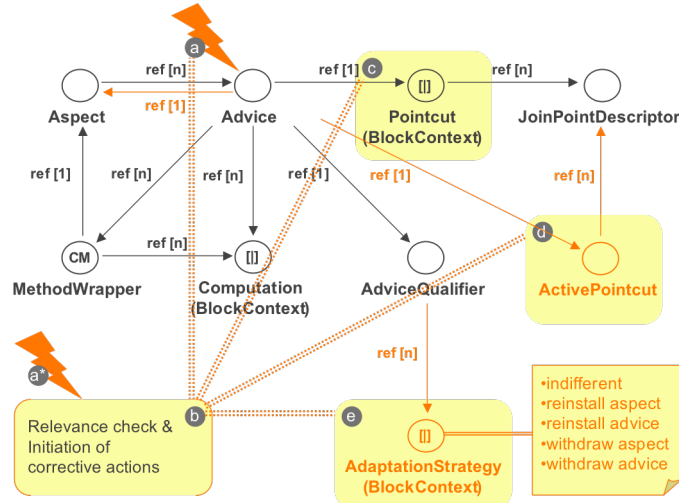 a
ref [n]
ref [1]
c
[|]
ref [n]
ref [1]
Aspect
Advice
Pointcut
(BlockContext)
JoinPointDescriptor
ref [1]
ref [n]
ref [n]
ref [1]
ref [1]
ref [n]
d
CM
ref [n]
[|]
MethodWrapper
Computation
(BlockContext)
AdviceQualifier
ActivePointcut
ref [n]
a*
b
e
Relevance check &
Initiation of
corrective actions
[|]
AdaptationStrategy
(BlockContext)
•indifferent
•reinstall aspect
•reinstall advice
•withdraw aspect
•withdraw advice